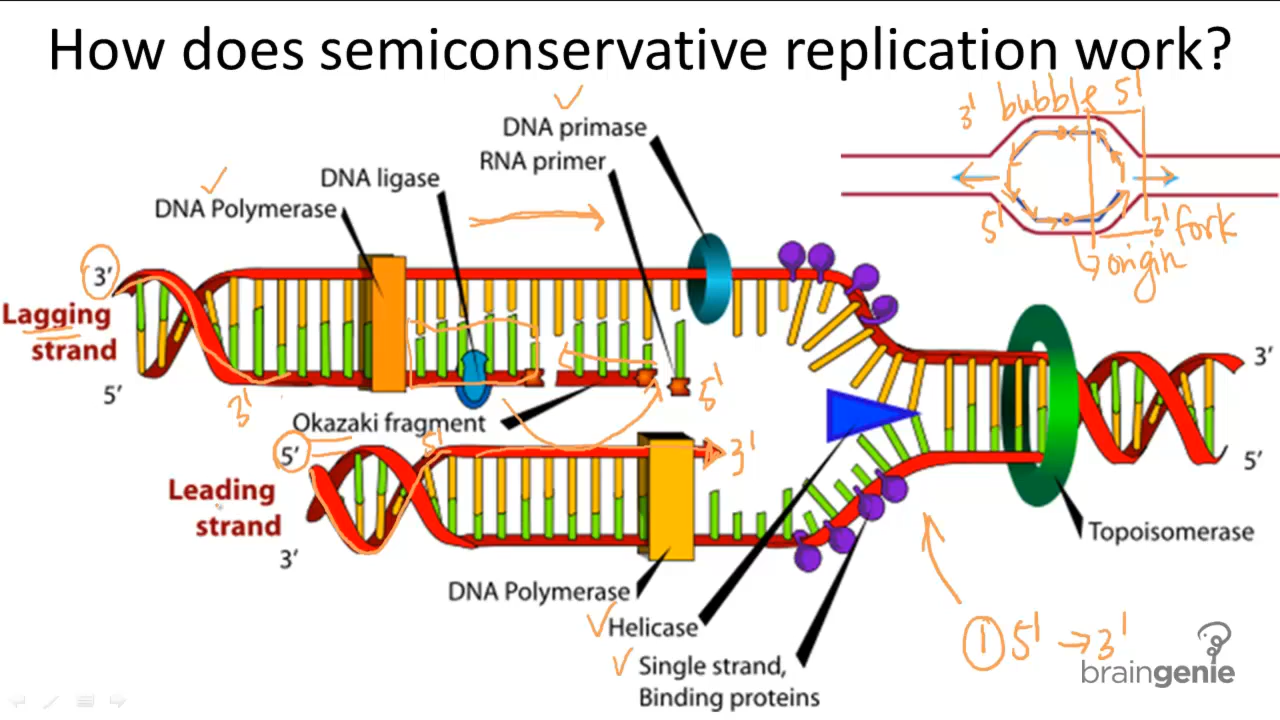 How does semiconservative replication work?
3' bubble 5'
DNA primase
RNA primer
DNA ligase
DNA Polymerase
5' 3' fork
origin
3'
Lagging
strand
5'
3'
5'
3'
5'
Okazaki fragment
5'
5'
3'
Leading
strand
3'
Topoisomerase
DNA Polymerase
Helicase
Single strand,
Binding proteins
1 5' → 3'
braingenie